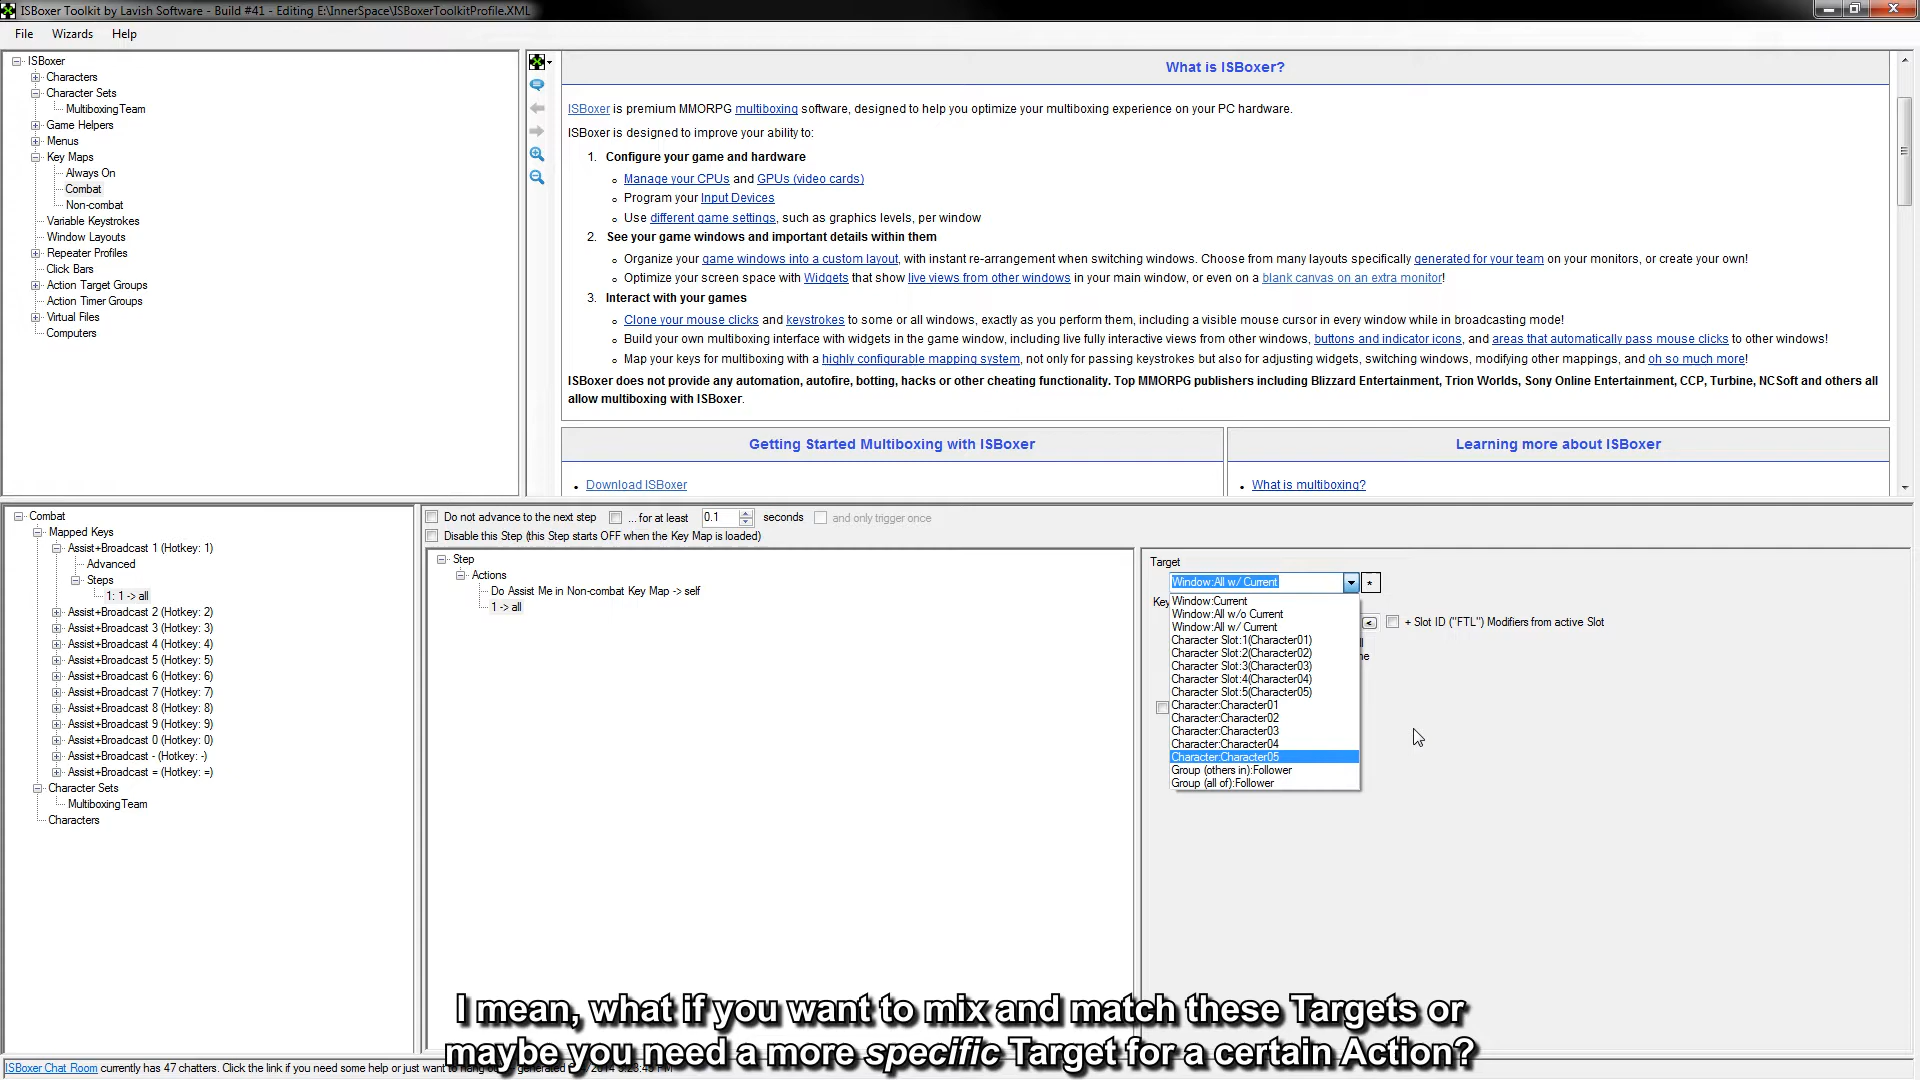 ISBoxer Toolkit by Lavish Software - Build #41 - Editing E:\InnerSpace\ISBoxerToolkitProfile.XML
File Wizards Help
ISBoxer
Characters
Character Sets
MultiboxingTeam
Game Helpers
Menus
Key Maps
Always On
Combat
Non-combat
Variable Keystrokes
Window Layouts
Repeater Profiles
Click Bars
Action Target Groups
Action Timer Groups
Virtual Files
Computers
What is ISBoxer?
ISBoxer is premium MMORPG multiboxing software, designed to help you optimize your multiboxing experience on your PC hardware.
ISBoxer is designed to improve your ability to:
1. Configure your game and hardware
Manage your CPUs and GPUs (video cards)
Program your Input Devices
Use different game settings, such as graphics levels, per window
2. See your game windows and important details within them
Organize your game windows into a custom layout, with instant re-arrangement when switching windows. Choose from many layouts specifically generated for your team on your monitors, or create your own!
Optimize your screen space with Widgets that show live views from other windows in your main window, or even on a blank canvas on an extra monitor!
3. Interact with your games
Clone your mouse clicks and keystrokes to some or all windows, exactly as you perform them, including a visible mouse cursor in every window while in broadcasting mode!
Build your own multiboxing interface with widgets in the game window, including live fully interactive views from other windows, buttons and indicator icons, and areas that automatically pass mouse clicks to other windows!
Map your keys for multiboxing with a highly configurable mapping system, not only for passing keystrokes but also for adjusting widgets, switching windows, modifying other mappings, and oh so much more!
ISBoxer does not provide any automation, autofire, botting, hacks or other cheating functionality. Top MMORPG publishers including Blizzard Entertainment, Trion Worlds, Sony Online Entertainment, CCP, Turbine, NCSoft and others all
allow multiboxing with ISBoxer.
Getting Started Multiboxing with ISBoxer
Download ISBoxer
Learning more about ISBoxer
What is multiboxing?
Combat
Mapped Keys
Assist+Broadcast 1 (Hotkey: 1)
Advanced
Steps
1: 1 -> all
Assist+Broadcast 2 (Hotkey: 2)
Assist+Broadcast 3 (Hotkey: 3)
Assist+Broadcast 4 (Hotkey: 4)
Assist+Broadcast 5 (Hotkey: 5)
Assist+Broadcast 6 (Hotkey: 6)
Assist+Broadcast 7 (Hotkey: 7)
Assist+Broadcast 8 (Hotkey: 8)
Assist+Broadcast 9 (Hotkey: 9)
Assist+Broadcast 0 (Hotkey: 0)
Assist+Broadcast - (Hotkey: -)
Assist+Broadcast = (Hotkey: =)
Character Sets
MultiboxingTeam
Characters
Do not advance to the next step ... for at least 0.1 seconds and only trigger once
Disable this Step (this Step starts OFF when the Key Map is loaded)
Step
Actions
Do Assist Me in Non-combat Key Map -> self
1 -> all
Target
Window:All w/ Current *
Key
Window:Current
Window:All w/o Current
Window:All w/ Current
Character Slot:1(Character01)
Character Slot:2(Character02)
Character Slot:3(Character03)
Character Slot:4(Character04)
Character Slot:5(Character05)
Character:Character01
Character:Character02
Character:Character03
Character:Character04
Character:Character05
Group (others in):Follower
Group (all of):Follower
< + Slot ID ("FTL") Modifiers from active Slot
I mean, what if you want to mix and match these Targets or
maybe you need a more specific Target for a certain Action?
ISBoxer Chat Room currently has 47 chatters. Click the link if you need some help or just want to